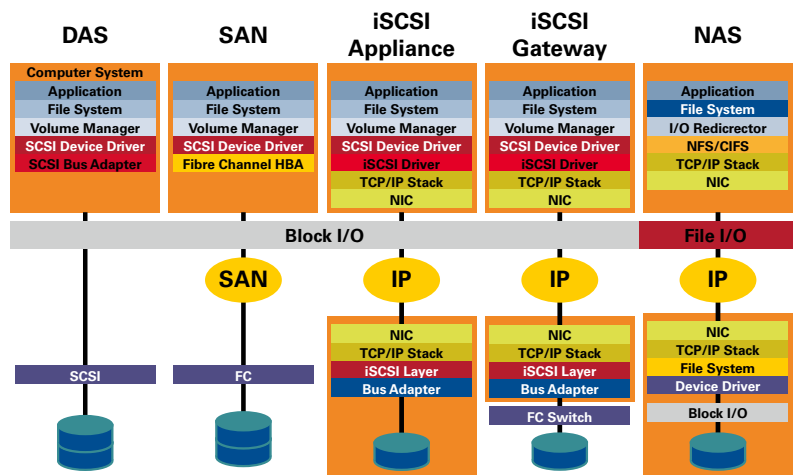 DAS
SAN
iSCSI
Appliance
iSCSI
Gateway
NAS
Computer System
Application
File System
Volume Manager
SCSI Device Driver
SCSI Bus Adapter
Application
File System
Volume Manager
SCSI Device Driver
Fibre Channel HBA
Application
File System
Volume Manager
SCSI Device Driver
iSCSI Driver
TCP/IP Stack
NIC
Application
File System
Volume Manager
SCSI Device Driver
iSCSI Driver
TCP/IP Stack
NIC
Application
File System
I/O Redicrector
NFS/CIFS
TCP/IP Stack
NIC
Block I/O
File I/O
SAN
IP
IP
IP
SCSI
FC
NIC
TCP/IP Stack
iSCSI Layer
Bus Adapter
NIC
TCP/IP Stack
iSCSI Layer
Bus Adapter
FC Switch
NIC
TCP/IP Stack
File System
Device Driver
Block I/O